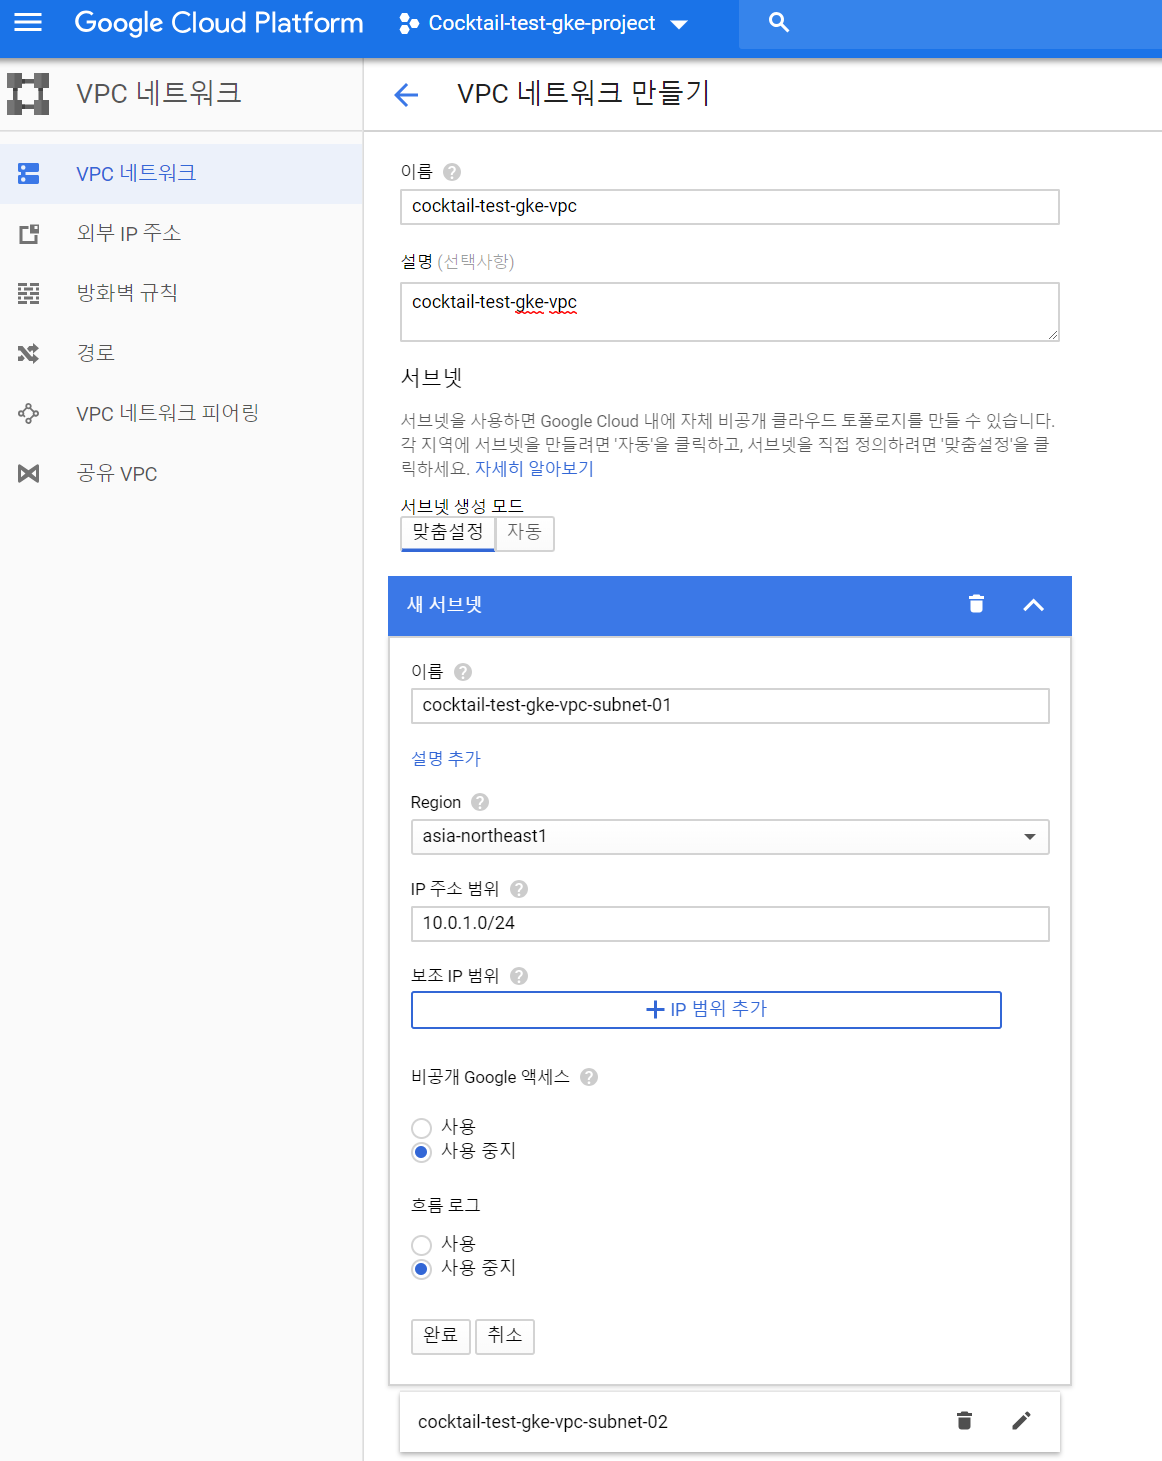 Google Cloud Platform
Cocktail-test-gke-project
VPC 네트워크
VPC 네트워크 만들기
VPC 네트워크
외부 IP 주소
방화벽 규칙
경로
VPC 네트워크 피어링
공유 VPC
이름
cocktail-test-gke-vpc
설명 (선택사항)
cocktail-test-gke-vpc
서브넷
서브넷을 사용하면 Google Cloud 내에 자체 비공개 클라우드 토폴로지를 만들 수 있습니다.
각 지역에 서브넷을 만들려면 '자동'을 클릭하고, 서브넷을 직접 정의하려면 '맞춤설정'을 클
릭하세요. 자세히 알아보기
서브넷 생성 모드
맞춤설정 자동
새 서브넷
이름
cocktail-test-gke-vpc-subnet-01
설명 추가
Region
asia-northeast1
IP 주소 범위
10.0.1.0/24
보조 IP 범위
+ IP 범위 추가
비공개 Google 액세스
사용
사용 중지
흐름 로그
사용
사용 중지
완료 취소
cocktail-test-gke-vpc-subnet-02